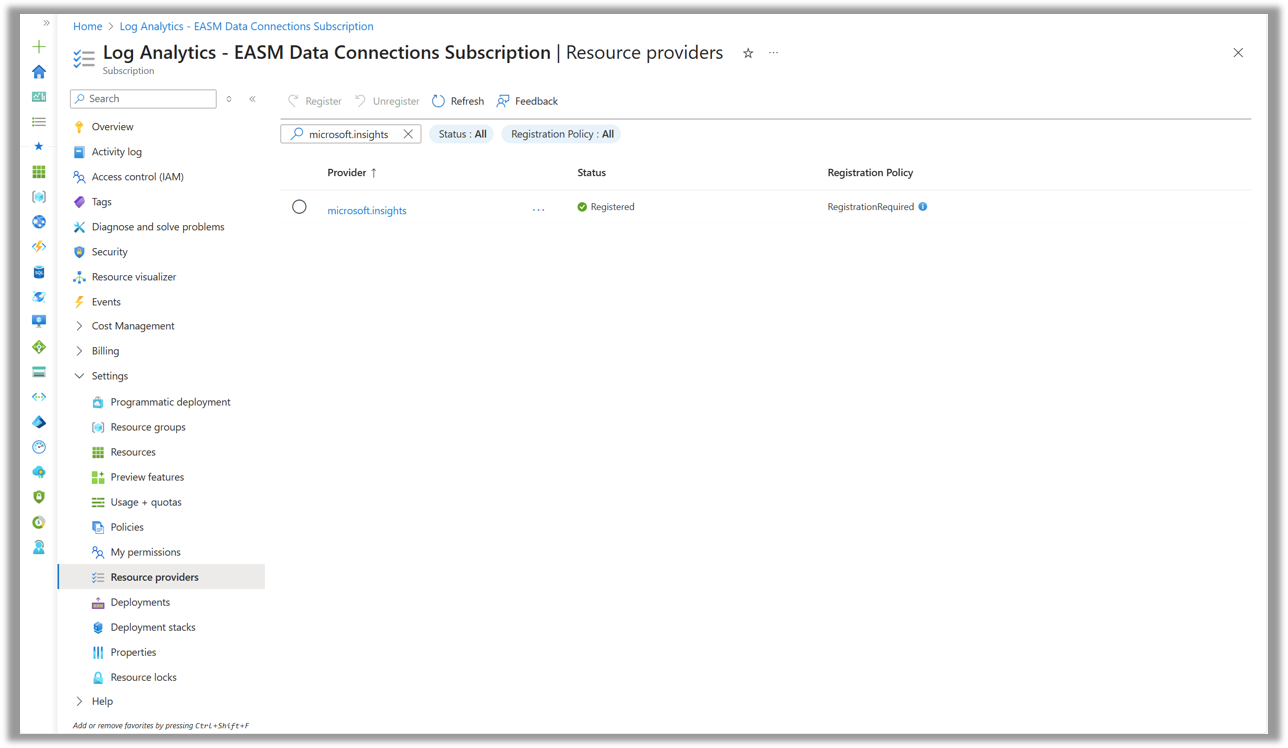 Home > Log Analytics - EASM Data Connections Subscription
Log Analytics - EASM Data Connections Subscription | Resource providers
Subscription
Search
Register Unregister Refresh Feedback
microsoft.insights Status : All Registration Policy : All
Provider ↑ Status Registration Policy
microsoft.insights ... Registered RegistrationRequired
Overview
Activity log
Access control (IAM)
Tags
Diagnose and solve problems
Security
Resource visualizer
Events
Cost Management
Billing
Settings
Programmatic deployment
Resource groups
Resources
Preview features
Usage + quotas
Policies
My permissions
Resource providers
Deployments
Deployment stacks
Properties
Resource locks
Help
Add or remove favorites by pressing Ctrl+Shift+F